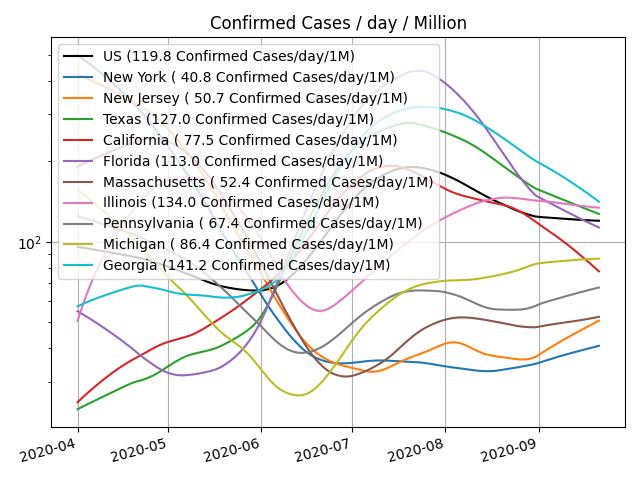 Confirmed Cases / day / Million
US (119.8 Confirmed Cases/day/1M)
New York ( 40.8 Confirmed Cases/day/1M)
New Jersey ( 50.7 Confirmed Cases/day/1M)
Texas (127.0 Confirmed Cases/day/1M)
California ( 77.5 Confirmed Cases/day/1M)
Florida (113.0 Confirmed Cases/day/1M)
Massachusetts ( 52.4 Confirmed Cases/day/1M)
Illinois (134.0 Confirmed Cases/day/1M)
Pennsylvania ( 67.4 Confirmed Cases/day/1M)
Michigan ( 86.4 Confirmed Cases/day/1M)
Georgia (141.2 Confirmed Cases/day/1M)
10²
2020-04 2020-05 2020-06 2020-07 2020-08 2020-09